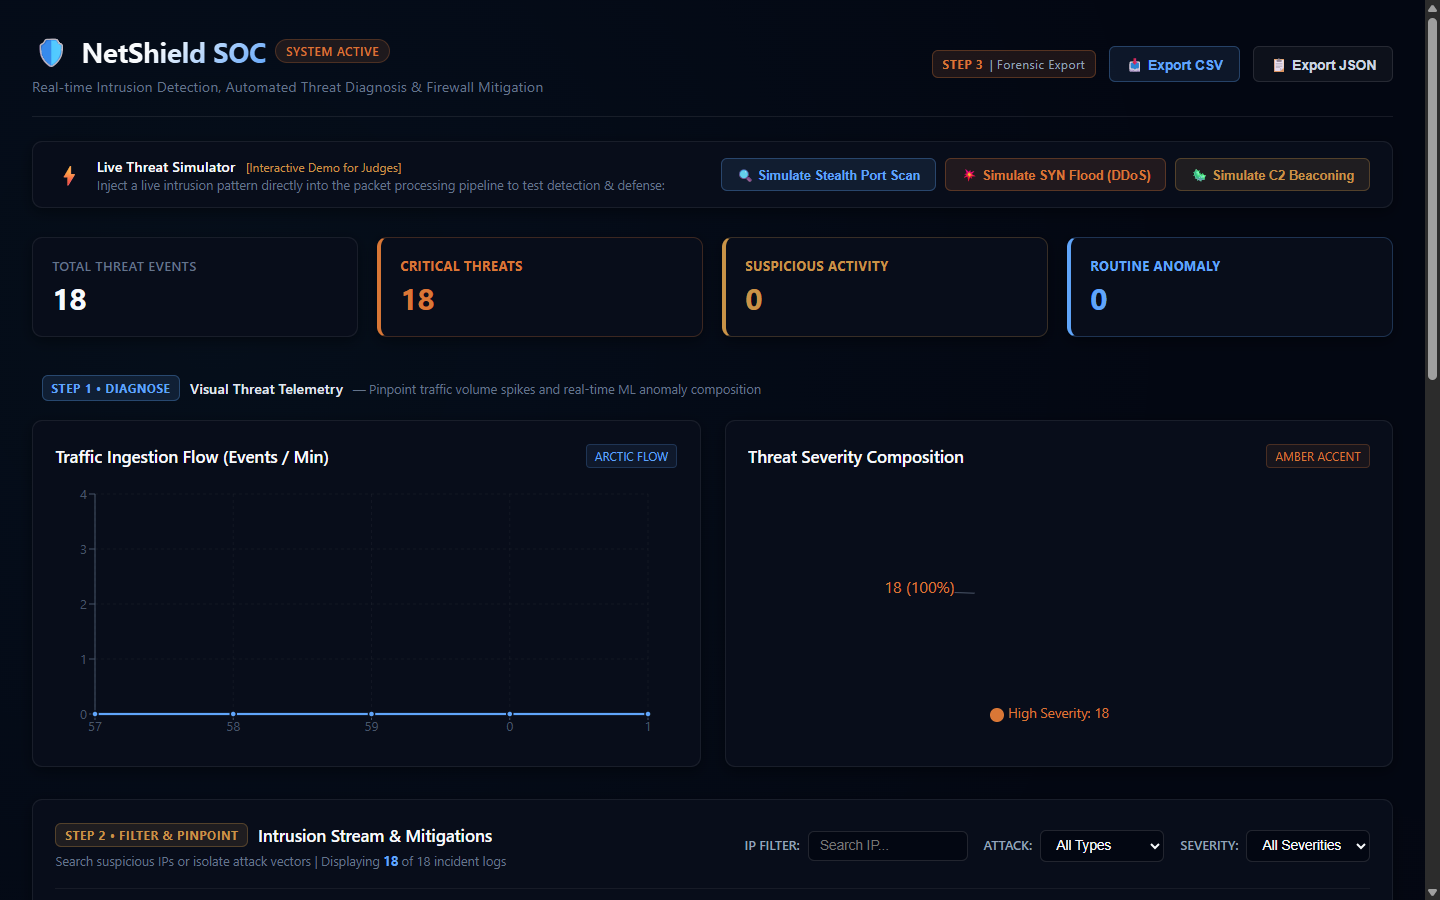 NetShield SOC
SYSTEM ACTIVE
Real-time Intrusion Detection, Automated Threat Diagnosis & Firewall Mitigation
STEP 3 | Forensic Export
Export CSV
Export JSON
Live Threat Simulator [Interactive Demo for Judges]
Inject a live intrusion pattern directly into the packet processing pipeline to test detection & defense:
Simulate Stealth Port Scan
Simulate SYN Flood (DDoS)
Simulate C2 Beaconing
TOTAL THREAT EVENTS
18
CRITICAL THREATS
18
SUSPICIOUS ACTIVITY
0
ROUTINE ANOMALY
0
STEP 1 • DIAGNOSE Visual Threat Telemetry — Pinpoint traffic volume spikes and real-time ML anomaly composition
Traffic Ingestion Flow (Events / Min)
ARCTIC FLOW
4
3
2
1
0
57 58 59 0 1
Threat Severity Composition
AMBER ACCENT
18 (100%)
High Severity: 18
STEP 2 • FILTER & PINPOINT Intrusion Stream & Mitigations
Search suspicious IPs or isolate attack vectors | Displaying 18 of 18 incident logs
IP FILTER: Search IP...
ATTACK: All Types
SEVERITY: All Severities